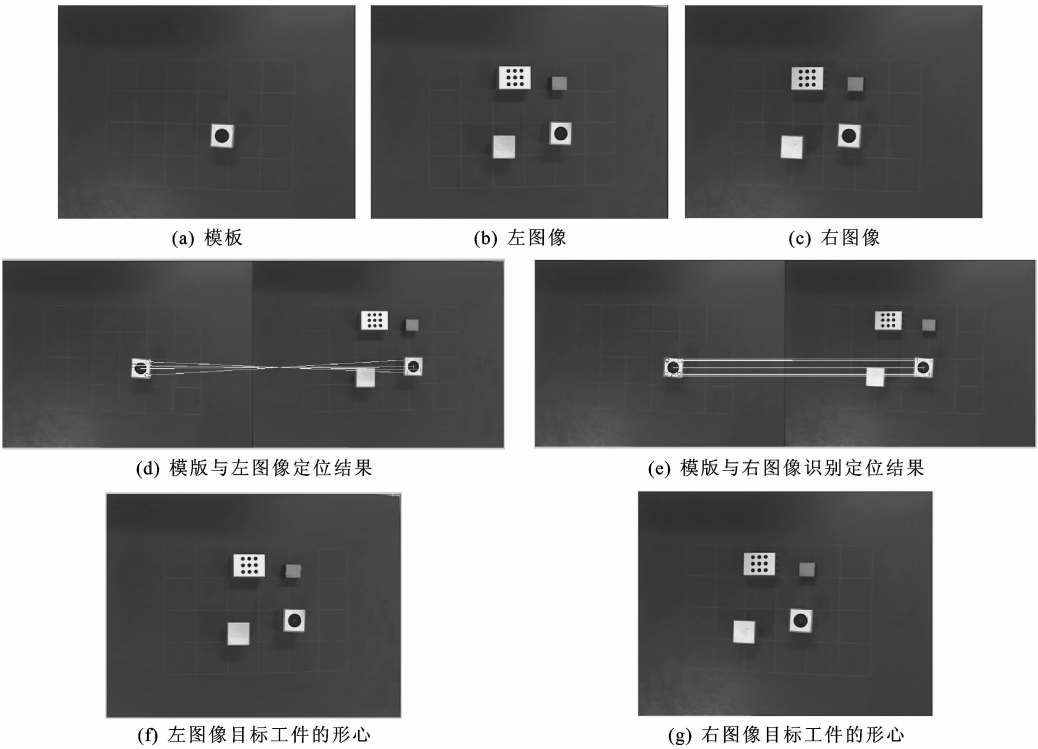 (a) 模板
(b) 左图像
(c) 右图像
(d) 模版与左图像定位结果
(e) 模版与右图像识别定位结果
(f) 左图像目标工件的形心
(g) 右图像目标工件的形心